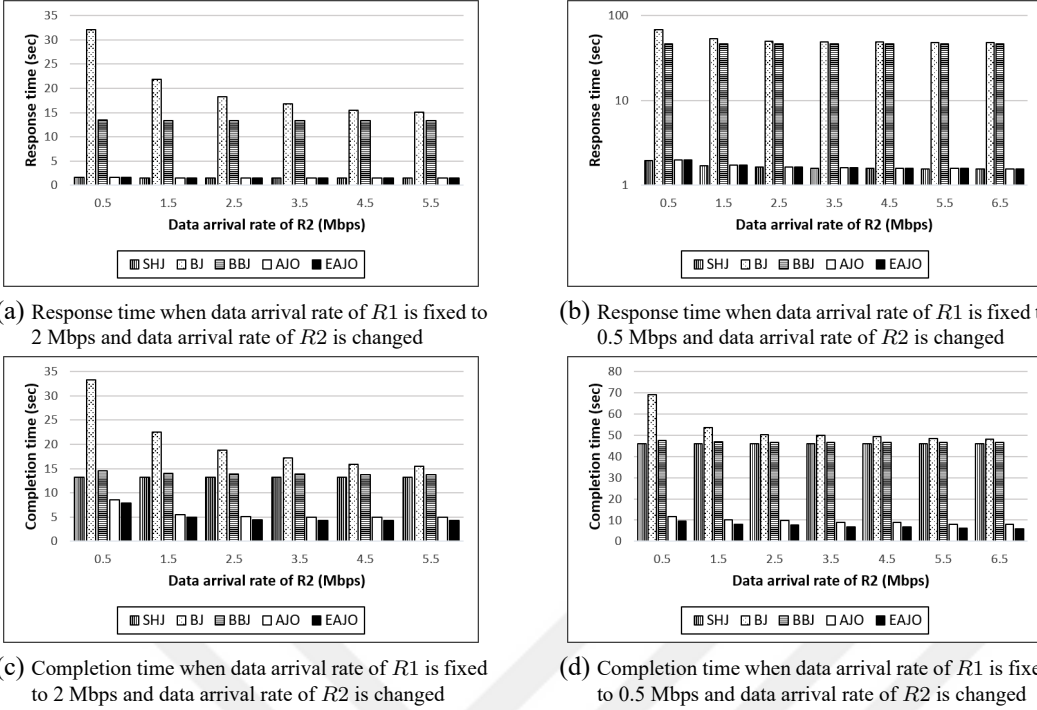 35
30
25
20
15
10
5
0
Response time (sec)
0.5 1.5 2.5 3.5 4.5 5.5
Data arrival rate of R2 (Mbps)
SHJ BJ BBJ AJO EAJO
(a) Response time when data arrival rate of R1 is fixed to
2 Mbps and data arrival rate of R2 is changed
100
10
1
Response time (sec)
0.5 1.5 2.5 3.5 4.5 5.5 6.5
Data arrival rate of R2 (Mbps)
SHJ BJ BBJ AJO EAJO
(b) Response time when data arrival rate of R1 is fixed t
0.5 Mbps and data arrival rate of R2 is changed
35
30
25
20
15
10
5
0
Completion time (sec)
0.5 1.5 2.5 3.5 4.5 5.5
Data arrival rate of R2 (Mbps)
SHJ BJ BBJ AJO EAJO
(c) Completion time when data arrival rate of R1 is fixed
to 2 Mbps and data arrival rate of R2 is changed
80
70
60
50
40
30
20
10
0
Completion time (sec)
0.5 1.5 2.5 3.5 4.5 5.5 6.5
Data arrival rate of R2 (Mbps)
SHJ BJ BBJ AJO EAJO
(d) Completion time when data arrival rate of R1 is fixe
to 0.5 Mbps and data arrival rate of R2 is changed